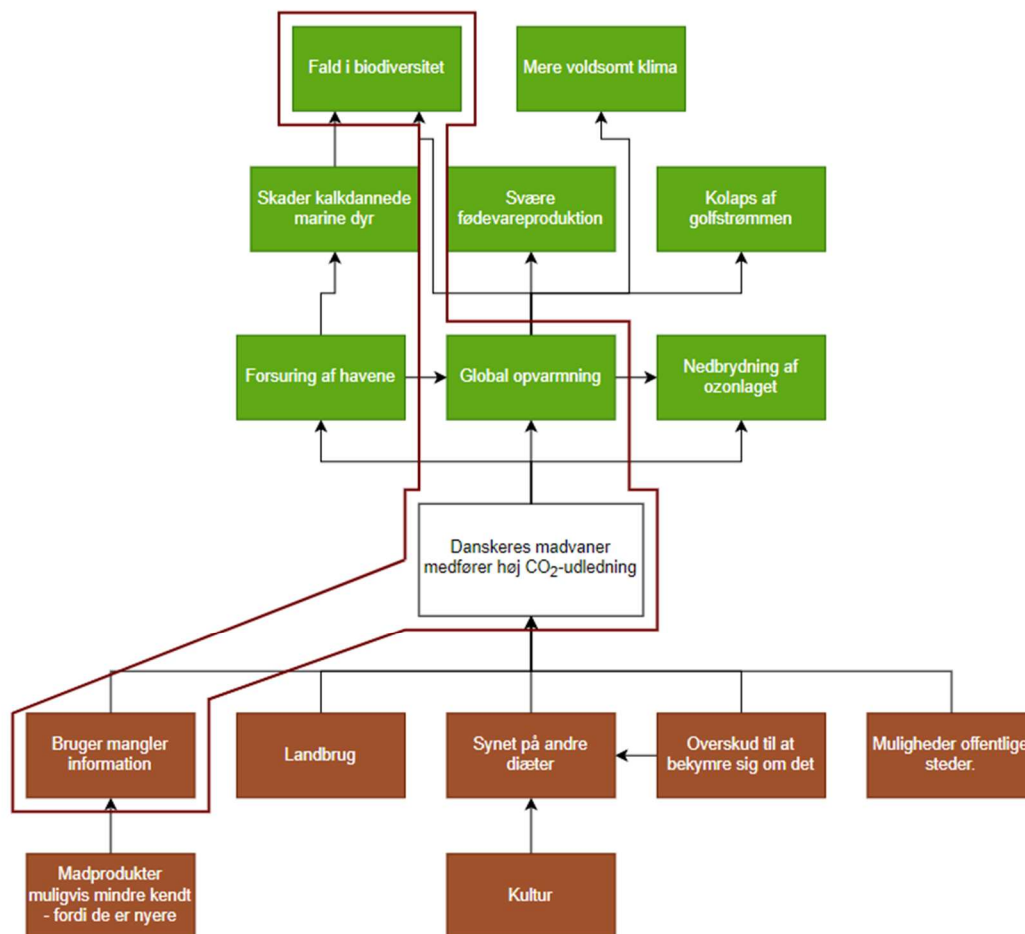 Fald i biodiversitet
Mere voldsomt klima
Skader kalkdannede
marine dyr
Svære
fødevareproduktion
Kolaps af
golfstrømmen
Forsuring af havene
Global opvarmning
Nedbrydning af
ozonlaget
Danskeres madvaner
medfører høj CO2-udledning
Bruger mangler
information
Landbrug
Synet på andre
diæter
Overskud til at
bekymre sig om det
Muligheder offentlige
steder.
Madprodukter
muligvis mindre kendt
- fordi de er nyere
Kultur